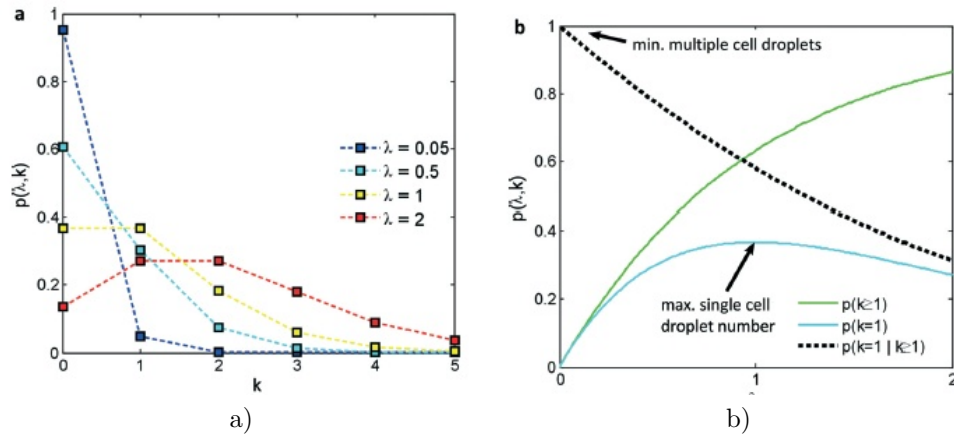 a
p(λ,k)
1
0.8
0.6
0.4
0.2
0
0 1 2 3 4 5
k
λ = 0.05
λ = 0.5
λ = 1
λ = 2
a)
b
p(λ,k)
1
0.8
0.6
0.4
0.2
0
0 1 2
min. multiple cell droplets
max. single cell
droplet number
p(k≥1)
p(k=1)
p(k=1 | k≥1)
b)